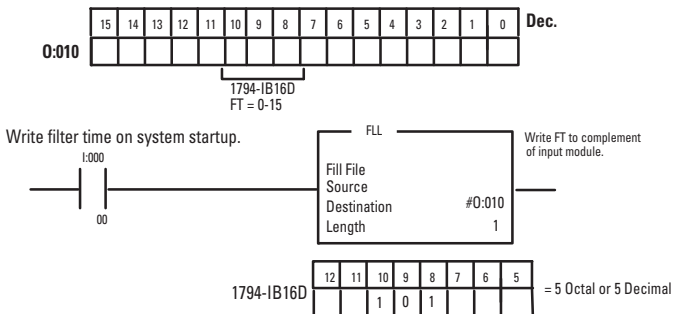 15 14 13 12 11 10 9 8 7 6 5 4 3 2 1 0 Dec.
O:010
1794-IB16D
FT = 0-15
Write filter time on system startup.
I:000
00
FLL
Fill File
Source
Destination #O:010
Length 1
Write FT to complement
of input module.
12 11 10 9 8 7 6 5
1794-IB16D 1 0 1 = 5 Octal or 5 Decimal